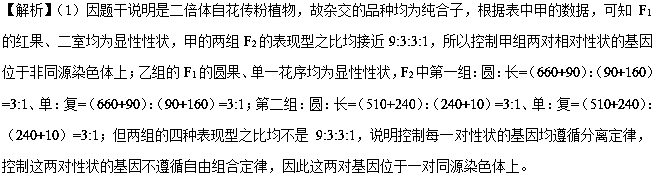 【解析】（1）因题干说明是二倍体自花传粉植物，故杂交的品种均为纯合子，根据表中甲的数据，可知 F₁
的红果、二室均为显性性状，甲的两组 F₂的表现型之比均接近 9:3:3:1，所以控制甲组两对相对性状的基因
位于非同源染色体上；乙组的 F₁的圆果、单一花序均为显性性状，F₂中第一组：圆：长=（660+90）:（90+160）
=3:1、单：复=（660+90）:（90+160）=3:1；第二组：圆：长=（510+240）:（240+10）=3:1、单：复=（510+240）：
（240+10）=3:1；但两组的四种表现型之比均不是 9:3:3:1，说明控制每一对性状的基因均遵循分离定律，
控制这两对性状的基因不遵循自由组合定律，因此这两对基因位于一对同源染色体上。